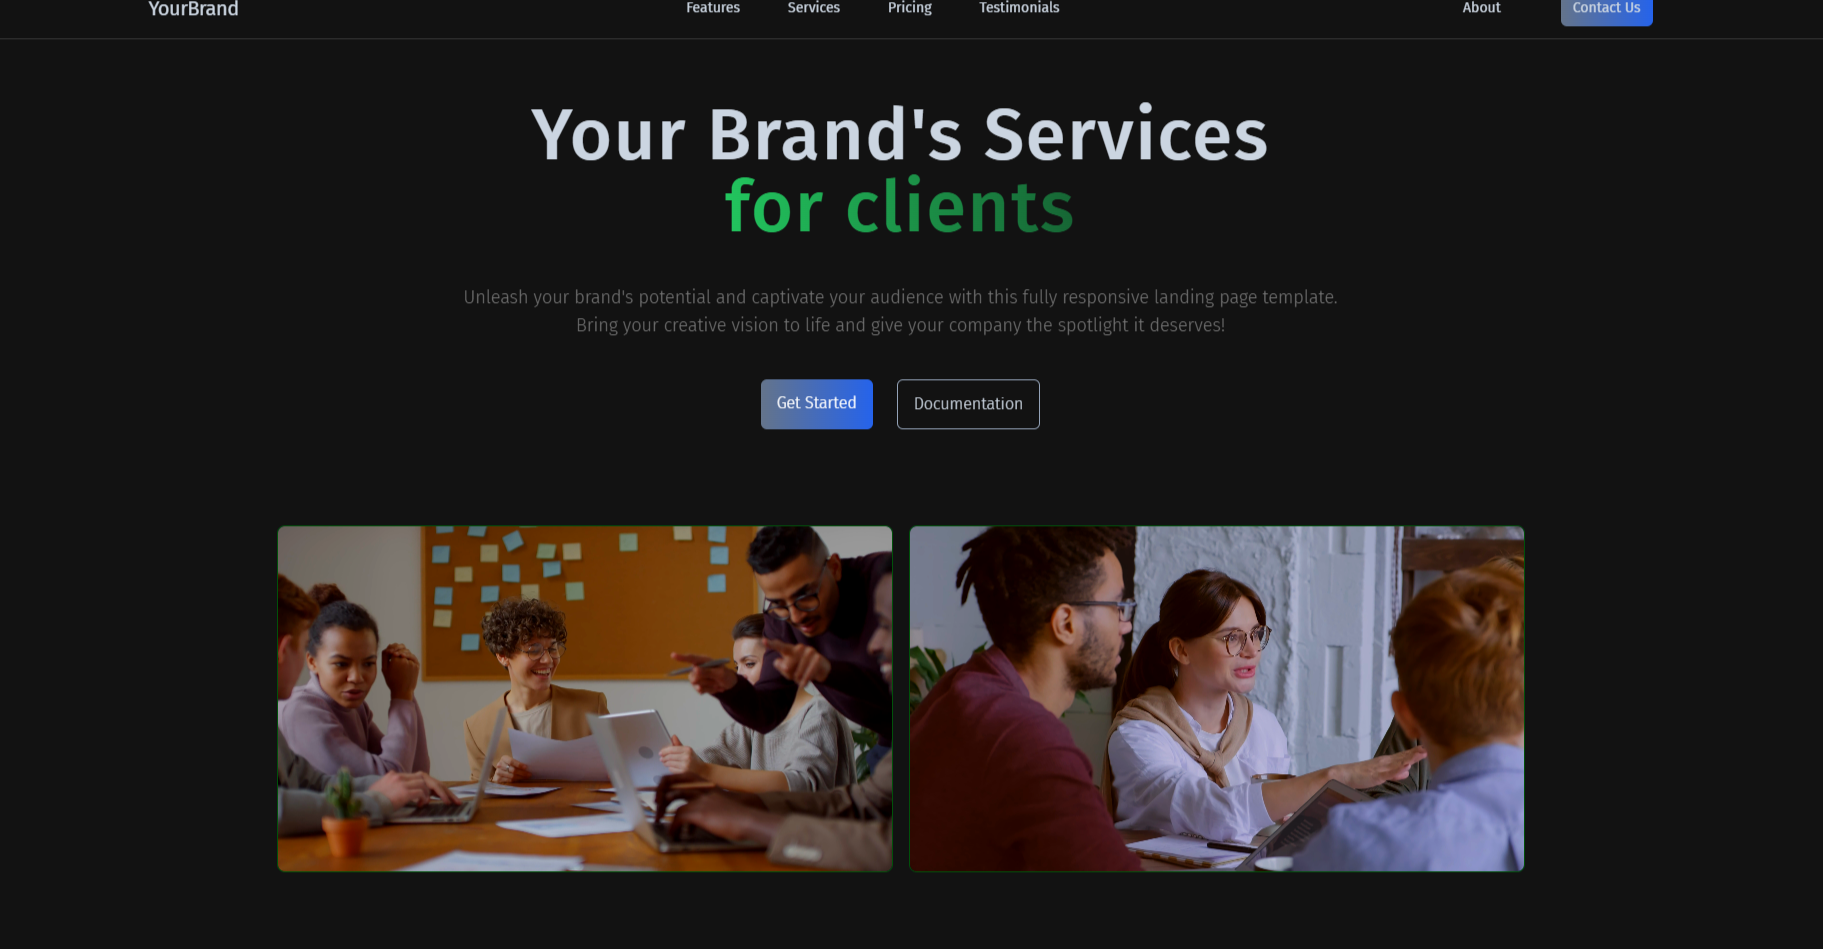 YourBrand
Features Services Pricing Testimonials
About
Contact Us
Your Brand's Services
for clients
Unleash your brand's potential and captivate your audience with this fully responsive landing page template.
Bring your creative vision to life and give your company the spotlight it deserves!
Get Started
Documentation